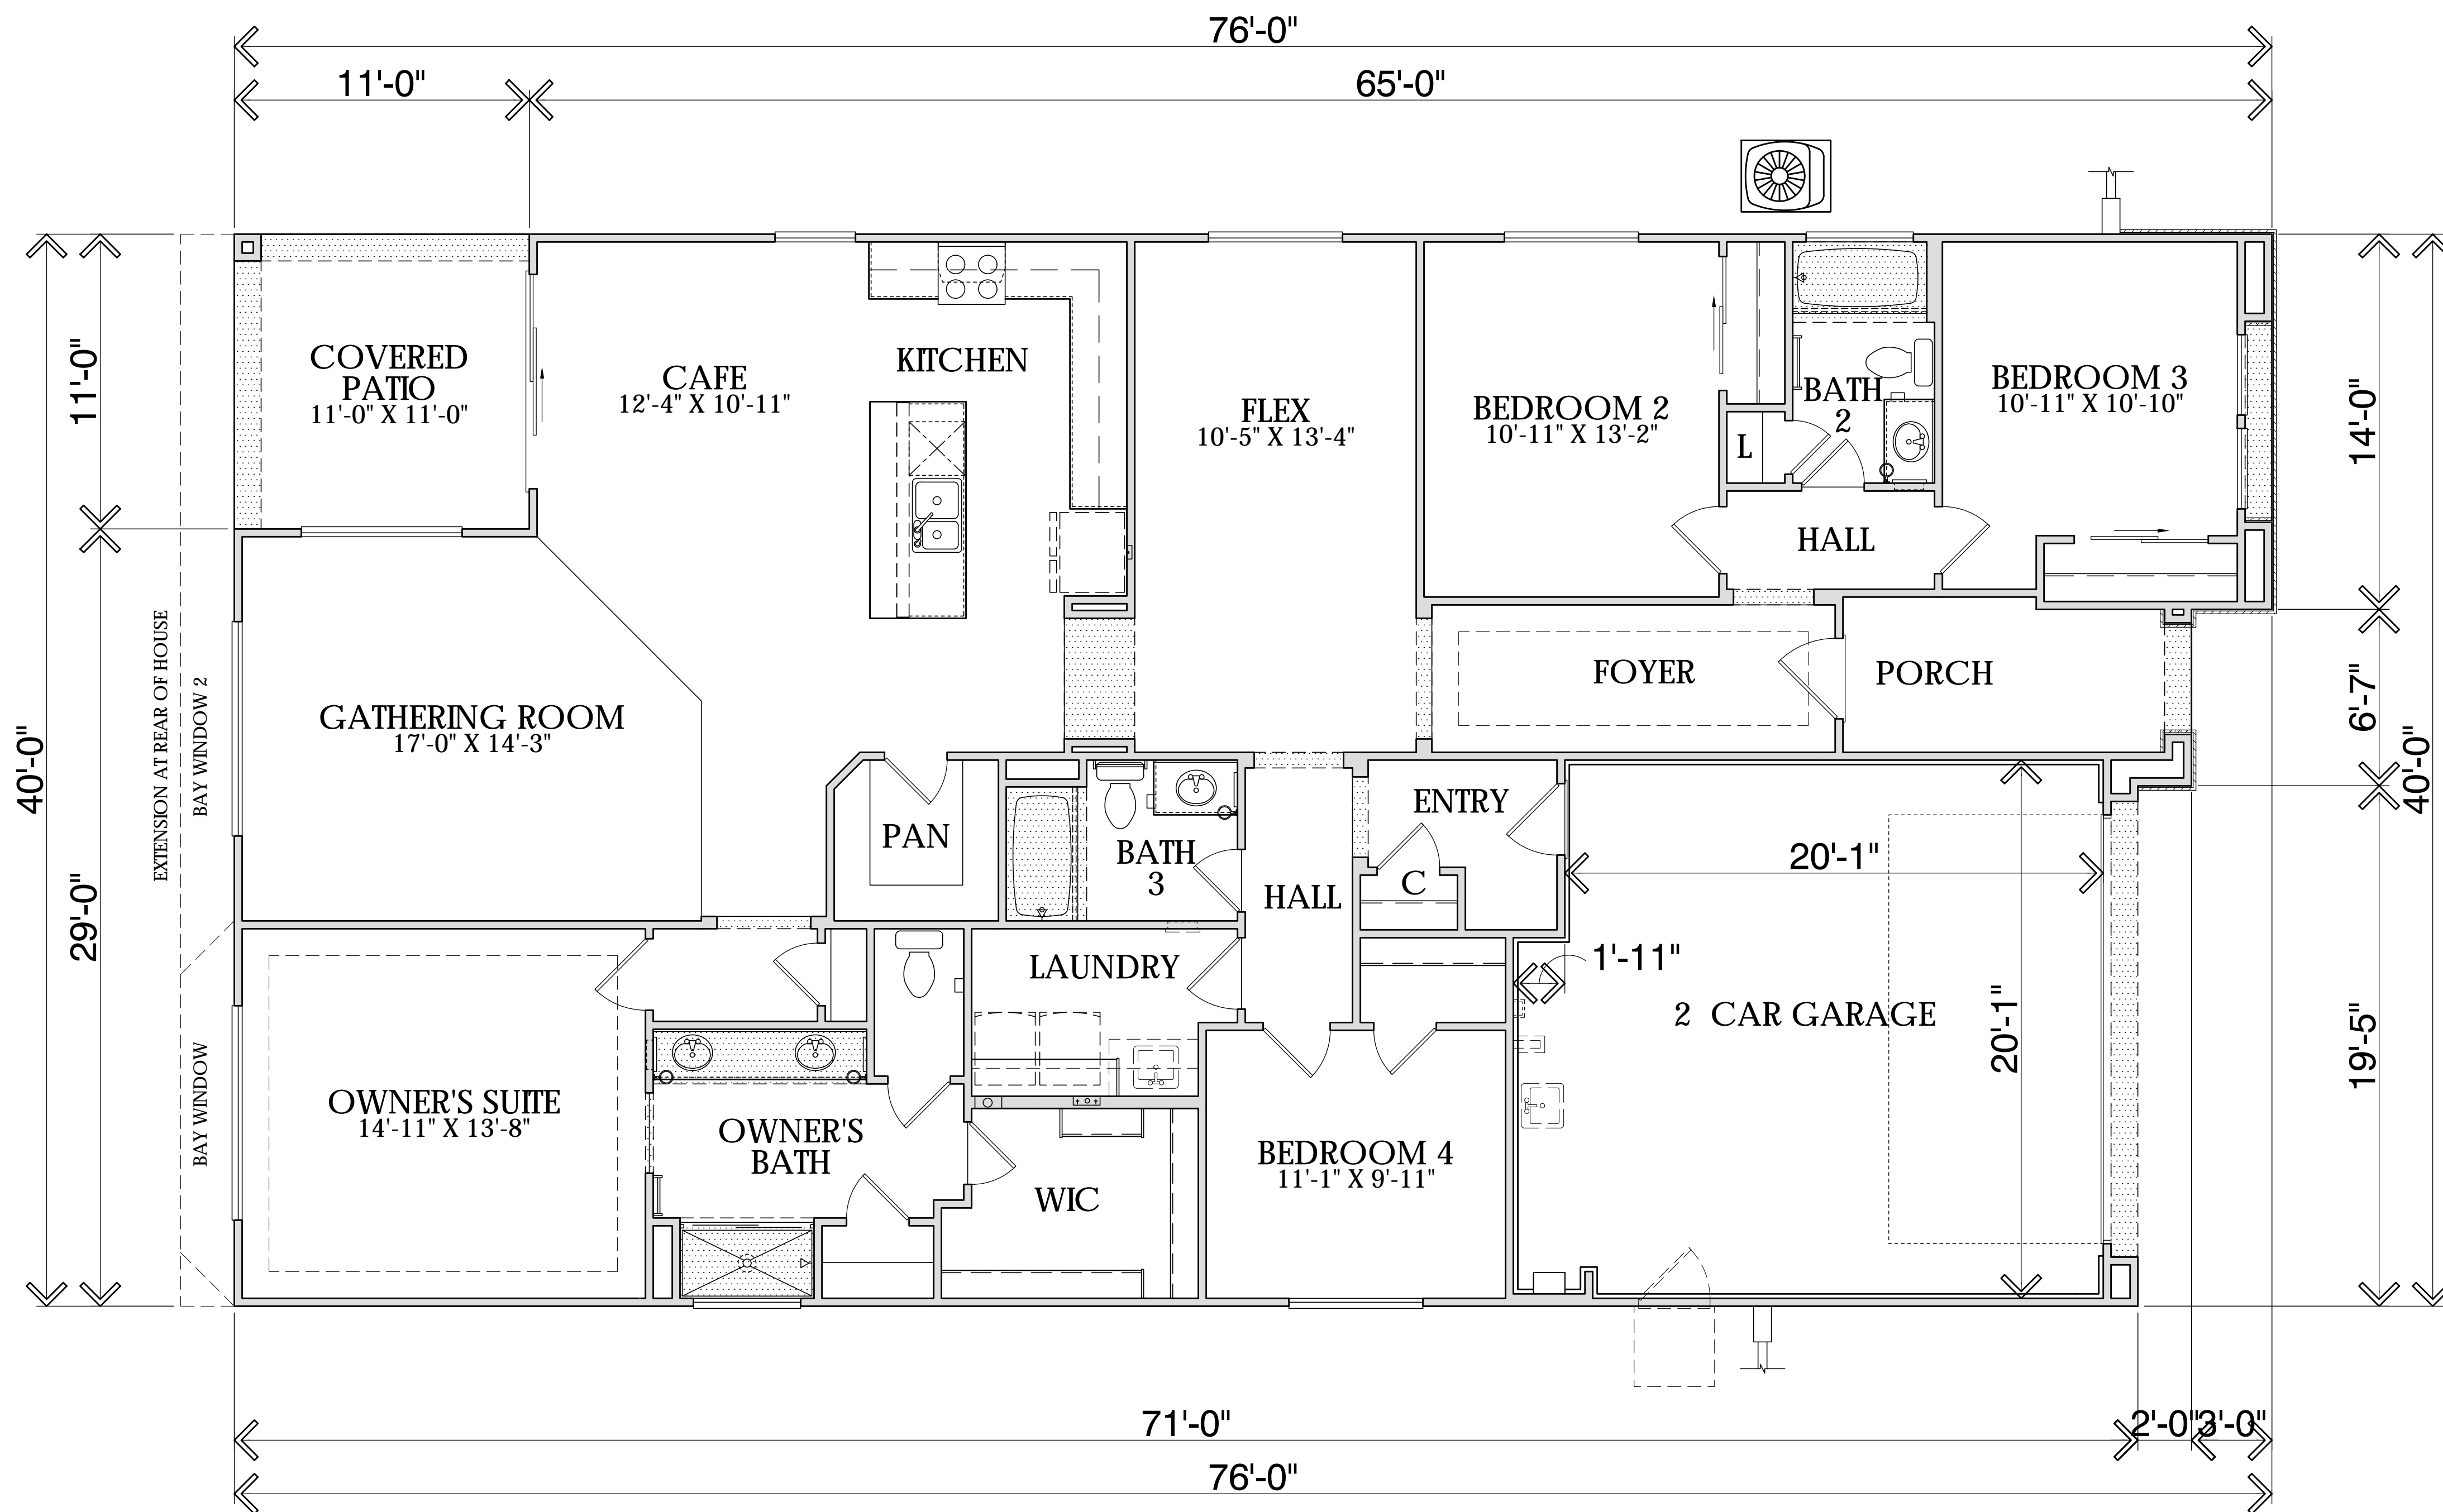 76'-0"
11'-0"
65'-0"
COVERED
PATIO
11'-0" X 11'-0"
CAFE
12'-4" X 10'-11"
KITCHEN
FLEX
10'-5" X 13'-4"
BEDROOM 2
10'-11" X 13'-2"
L
BATH
2
BEDROOM 3
10'-11" X 10'-10"
HALL
11'-0"
14'-0"
40'-0"
29'-0"
EXTENSION AT REAR OF HOUSE
BAY WINDOW 2
BAY WINDOW
GATHERING ROOM
17'-0" X 14'-3"
FOYER
PORCH
6'-7"
40'-0"
PAN
BATH
3
HALL
ENTRY
C
20'-1"
1'-11"
2 CAR GARAGE
20'-1"
19'-5"
LAUNDRY
OWNER'S SUITE
14'-11" X 13'-8"
OWNER'S
BATH
WIC
BEDROOM 4
11'-1" X 9'-11"
71'-0"
2'-0"
3'-0"
76'-0"